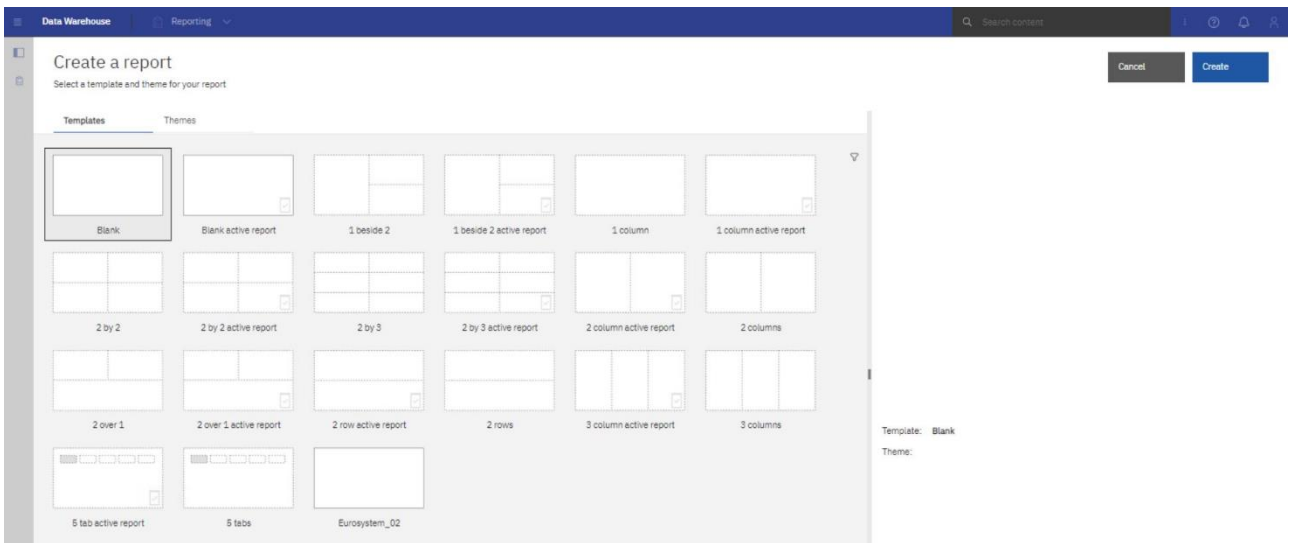 Data Warehouse Reporting Search content
Create a report
Select a template and theme for your report
Cancel Create
Templates Themes
Blank Blank active report 1 beside 2 1 beside 2 active report 1 column 1 column active report
2 by 2 2 by 2 active report 2 by 3 2 by 3 active report 2 column active report 2 columns
2 over 1 2 over 1 active report 2 row active report 2 rows 3 column active report 3 columns
Template: Blank
Theme:
5 tab active report 5 tabs Eurosystem_02